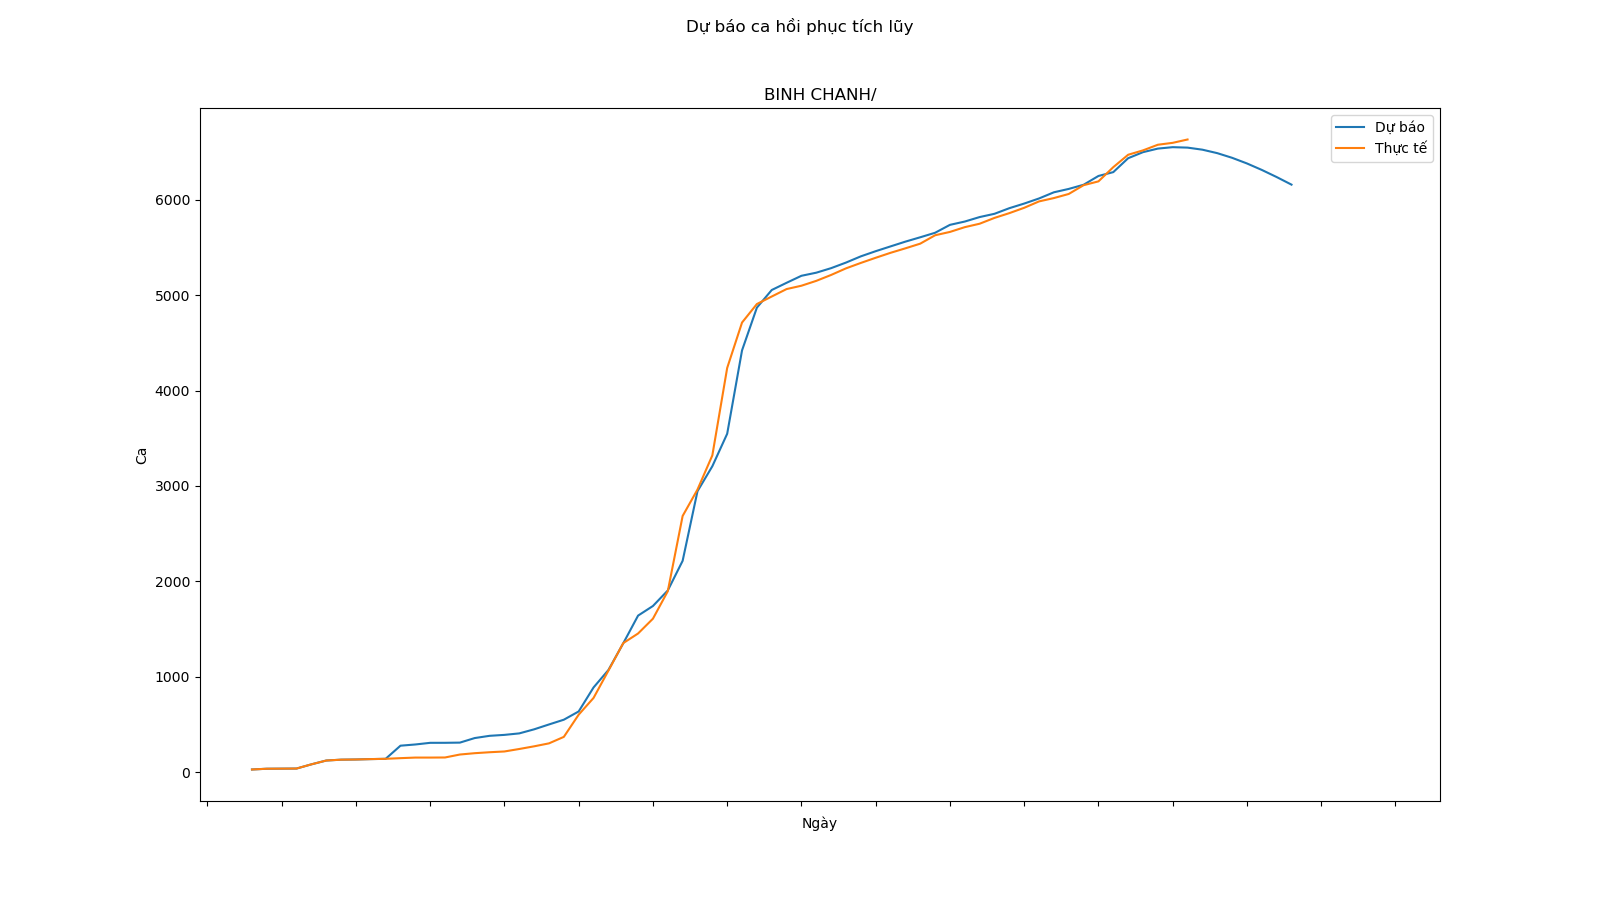 Dự báo ca hồi phục tích lũy
BINH CHANH/
Dự báo
Thực tế
6000
5000
4000
3000
2000
1000
0
Ca
Ngày